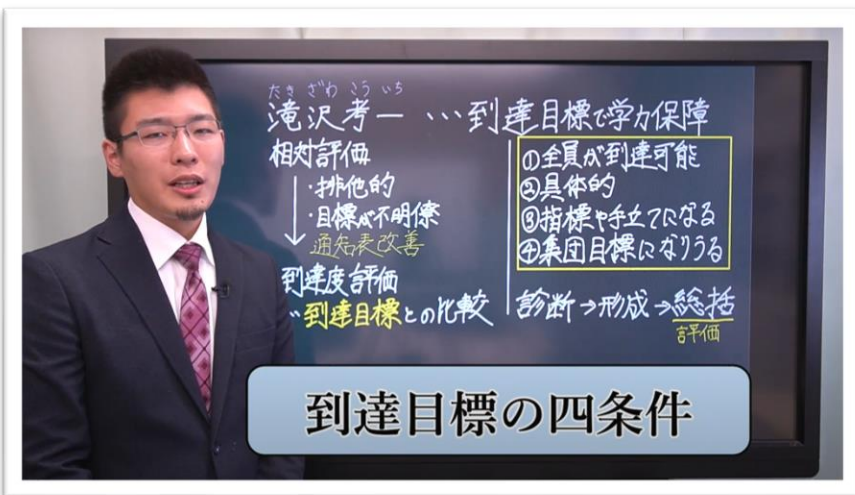 たきざわこういち
滝沢考一 …到達目標で学力保障
相対評価
・排他的
・目標が不明僚
通知表改善
到達度評価
…到達目標との比較
①全員が到達可能
②具体的
③指標や手立てになる
④集団目標になりうる
診断→形成→総括
評価
到達目標の四条件